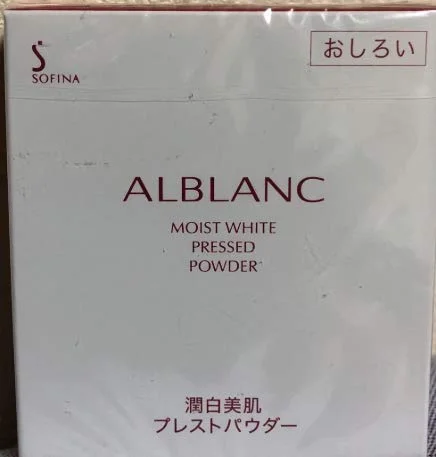 おしろい
SOFINA
ALBLANC
MOIST WHITE
PRESSED
POWDER
潤白美肌
プレストパウダー